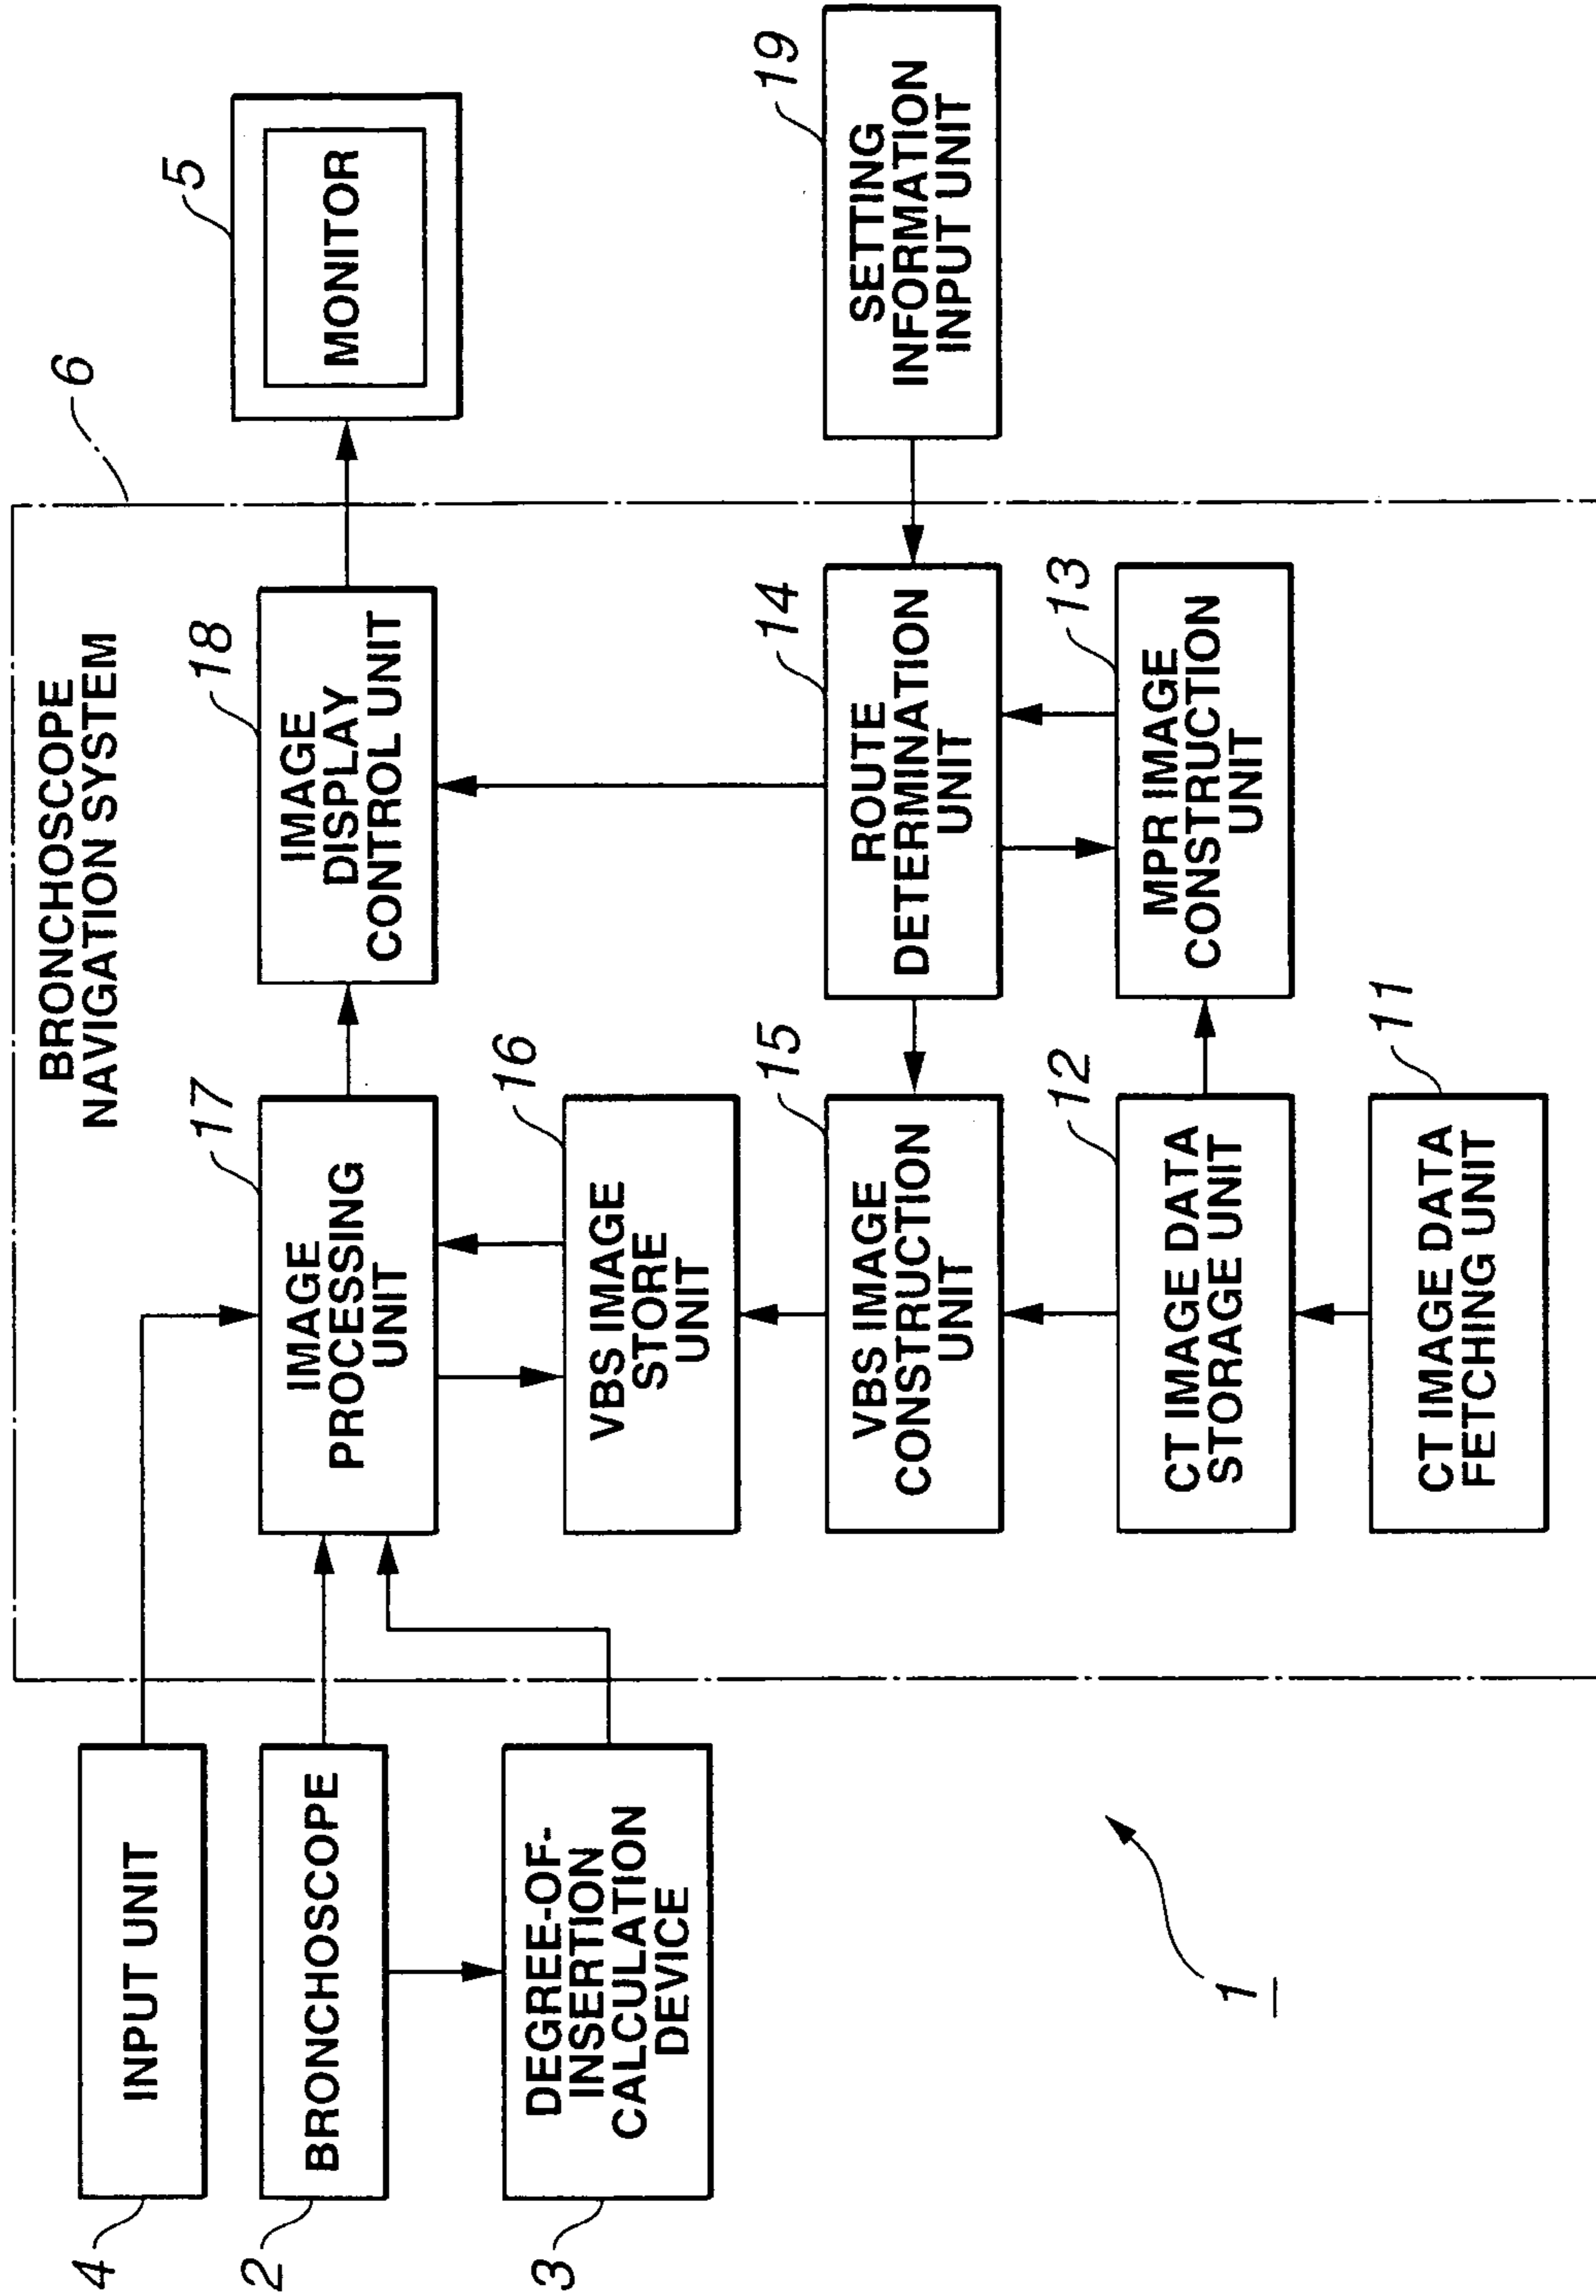 6
BRONCHOSCOPE
NAVIGATION SYSTEM
4
INPUT UNIT
2
BRONCHOSCOPE
3
DEGREE-OF-
INSERTION
CALCULATION
DEVICE
17
IMAGE
PROCESSING
UNIT
18
IMAGE
DISPLAY
CONTROL UNIT
5
MONITOR
16
VBS IMAGE
STORE
UNIT
15
VBS IMAGE
CONSTRUCTION
UNIT
14
ROUTE
DETERMINATION
UNIT
19
SETTING
INFORMATION
INPUT UNIT
12
CT IMAGE DATA
STORAGE UNIT
13
MPR IMAGE
CONSTRUCTION
UNIT
11
CT IMAGE DATA
FETCHING UNIT
1